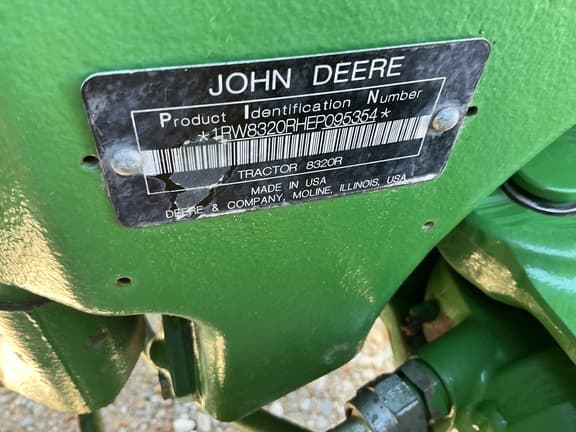 JOHN DEERE
Product Identification Number
*1RW8320RHEP095354*
TRACTOR 8320R
MADE IN USA
DEERE & COMPANY, MOLINE, ILLINOIS, USA